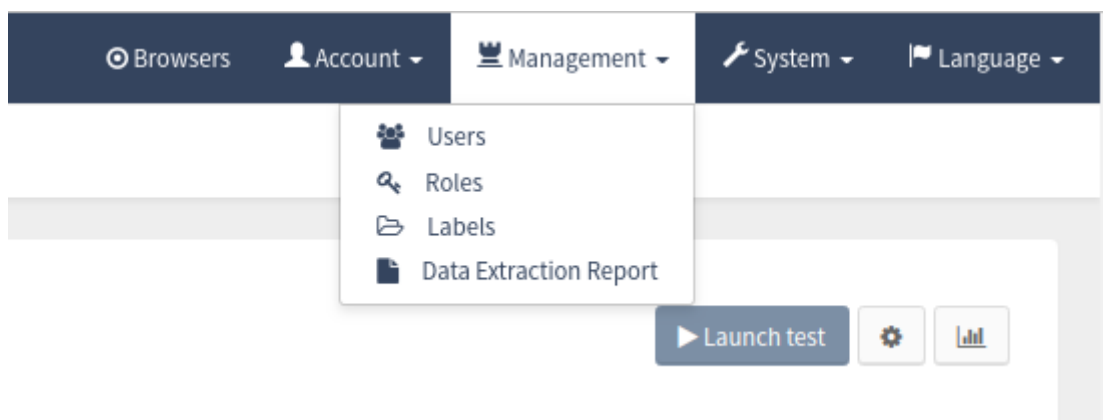 Browsers Account Management System Language
Users
Roles
Labels
Data Extraction Report
Launch test